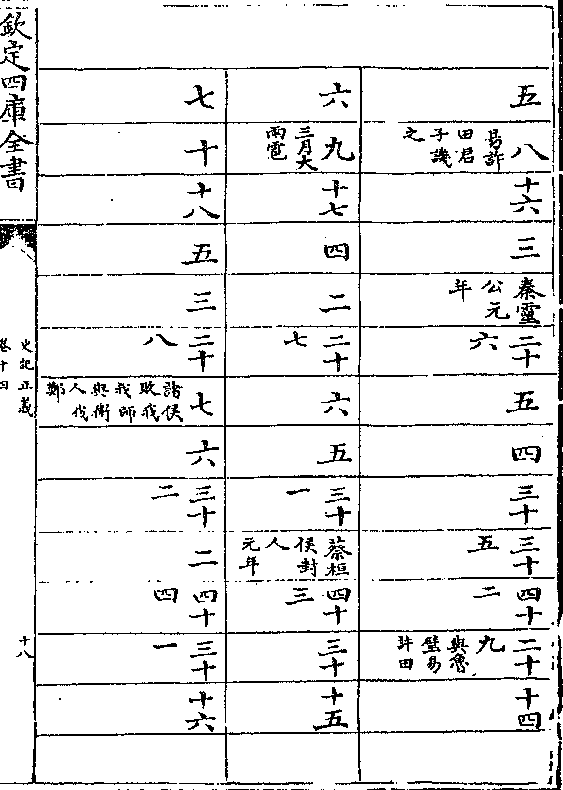 五
八
易許
田君
子譏
之
十六
三
秦靈
公元
年
二十
六
五
四
三十
三十
五
四十
二
二十
九
與魯
璧易
許田
十四
六
九
三月大
雨雹
十七
四
二
二十
七
六
五
三十
一
蔡桓
侯封
人
元年
四十
三
三十
十五
七
十
十八
五
三
二十
八
七
諸侯
敗我
我師
與衛
人伐
鄭
六
三十
二
二
四十
四
三十
一
十六
欽定四庫全書
史記正義
卷十四
十八